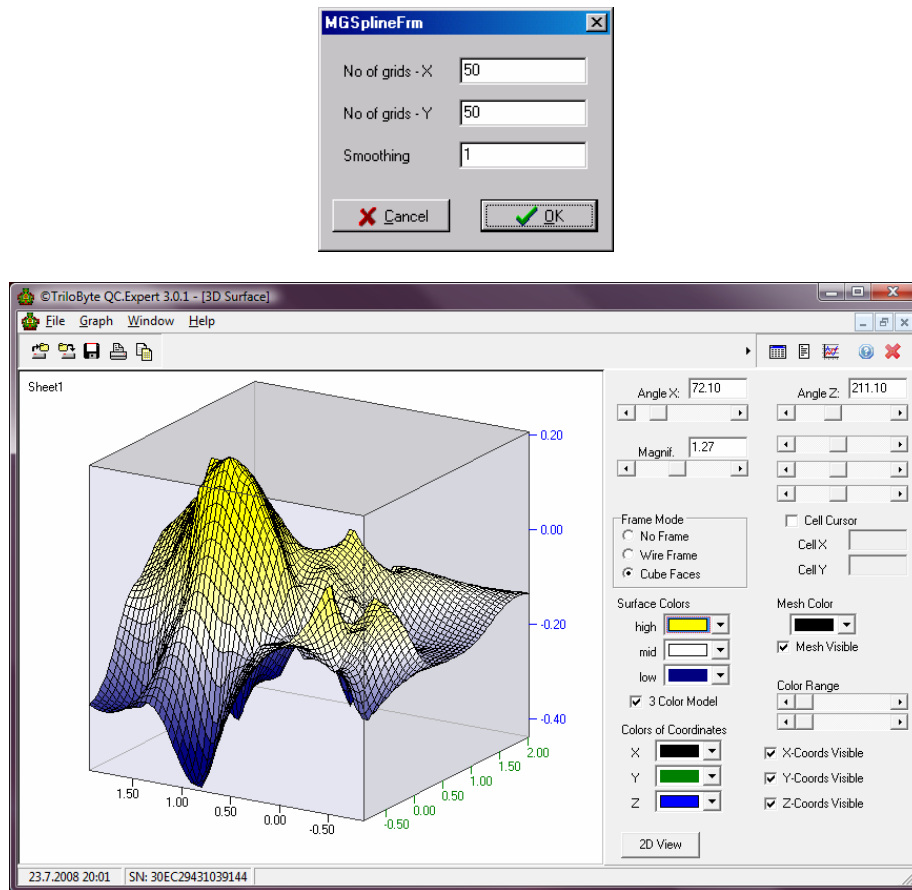 MGSplineFrm
No of grids - X 50
No of grids - Y 50
Smoothing 1
Cancel OK
©TriloByte QC.Expert 3.0.1 - [3D Surface]
File Graph Window Help
Sheet1
0.20
0.00
-0.20
-0.40
2.00
1.50
1.00
0.50
0.00
-0.50
1.50 1.00 0.50 0.00 -0.50
Angle X: 72.10 Angle Z: 211.10
Magnif. 1.27
Frame Mode
No Frame
Wire Frame
Cube Faces
Cell Cursor
Cell X
Cell Y
Surface Colors
high
mid
low
3 Color Model
Mesh Color
Mesh Visible
Color Range
Colors of Coordinates
X
Y
Z
X-Coords Visible
Y-Coords Visible
Z-Coords Visible
2D View
23.7.2008 20:01 SN: 30EC29431039144